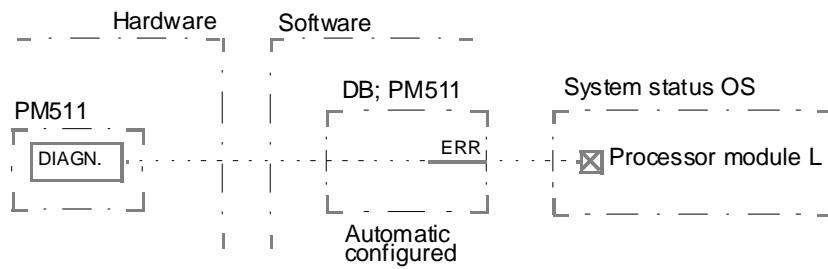 Hardware
Software
PM511
DIAGN.
DB; PM511
ERR
Automatic
configured
System status OS
Processor module L